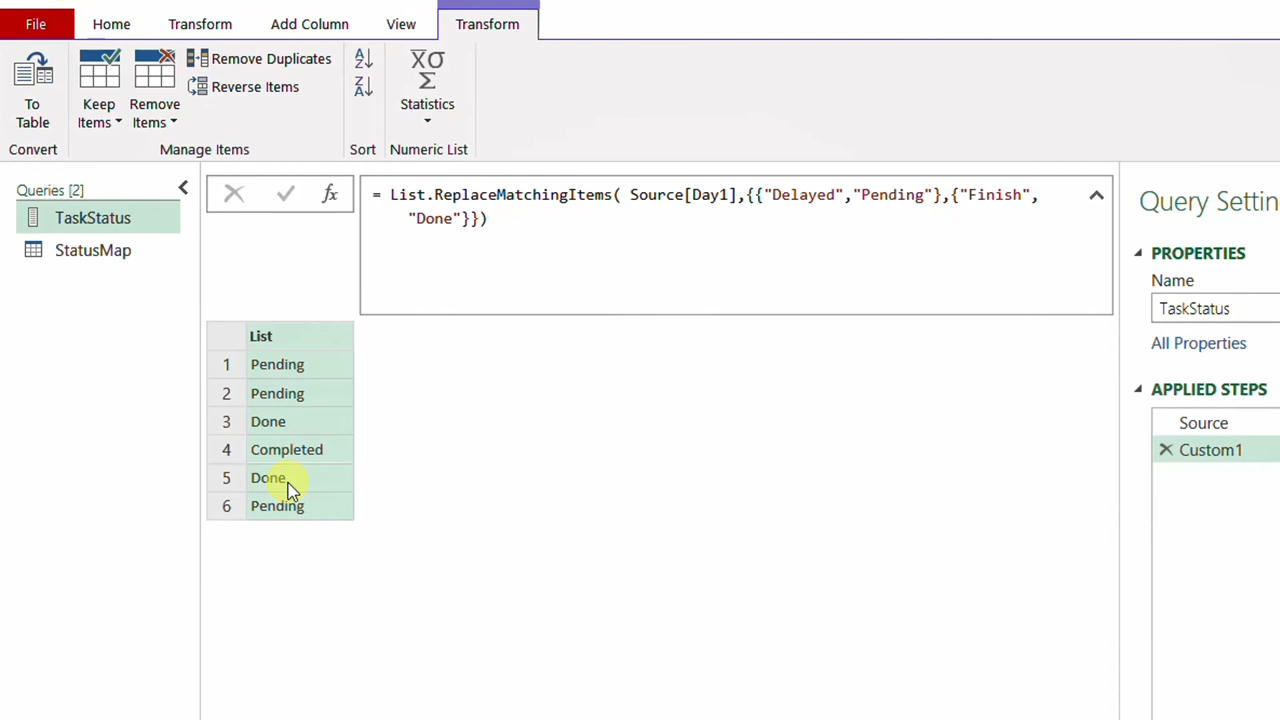 File Home Transform Add Column View Transform
To Table
Keep Items
Remove Items
Remove Duplicates
Reverse Items
Statistics
Convert Manage Items Sort Numeric List
Queries [2]
TaskStatus
StatusMap
fx = List.ReplaceMatchingItems( Source[Day1],{{"Delayed","Pending"},{"Finish",
"Done"}})
List
1 Pending
2 Pending
3 Done
4 Completed
5 Done
6 Pending
Query Settin
PROPERTIES
Name
TaskStatus
All Properties
APPLIED STEPS
Source
Custom1